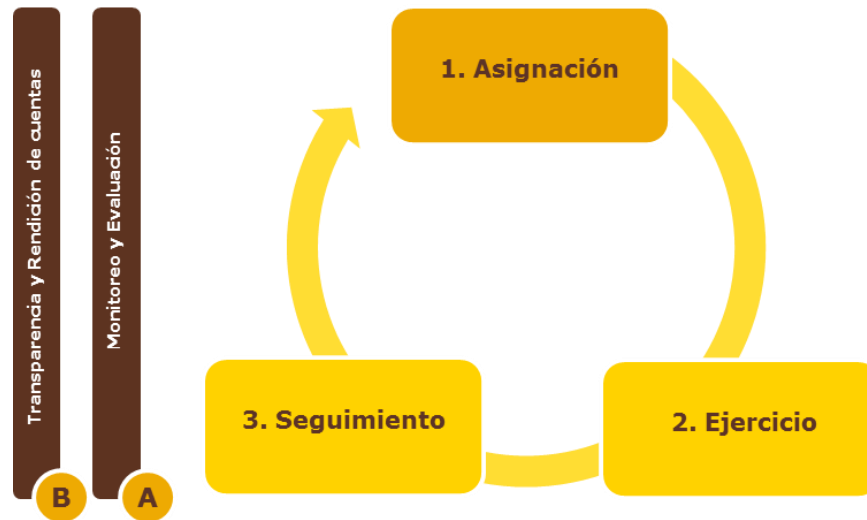 Transparencia y Rendición de cuentas
B
Monitoreo y Evaluación
A
1. Asignación
2. Ejercicio
3. Seguimiento